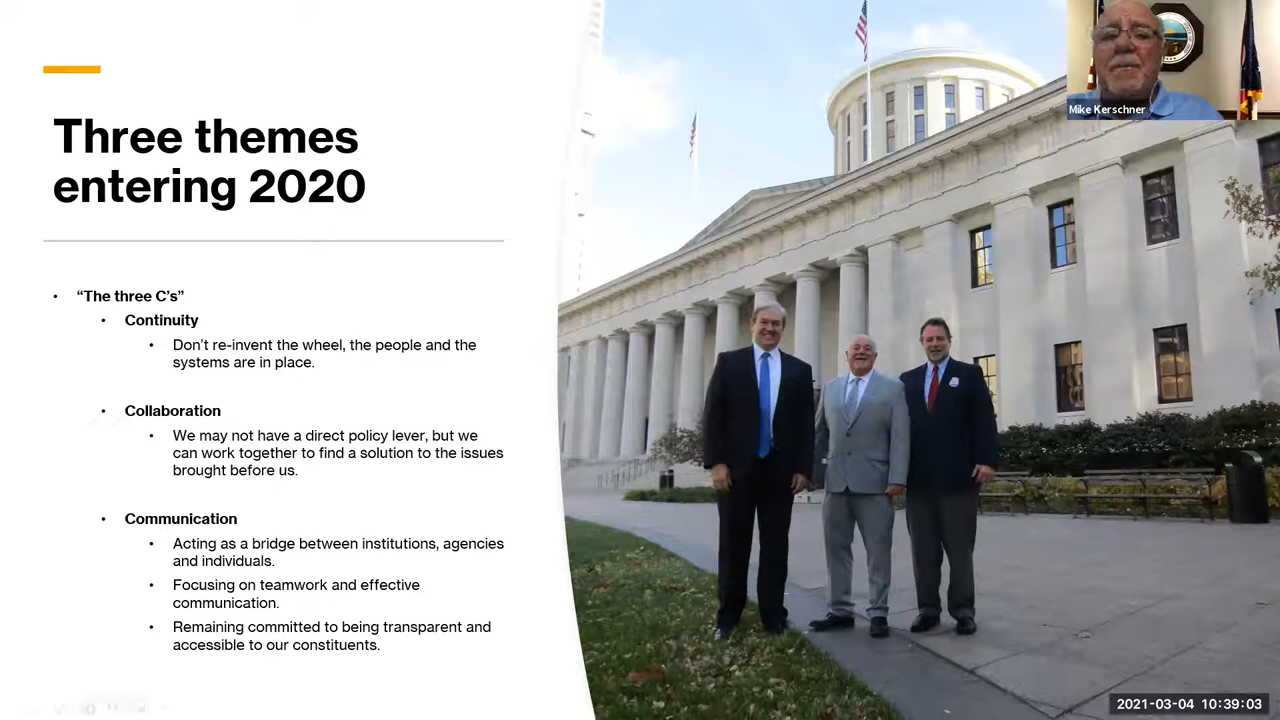 Three themes
entering 2020
• “The three C’s”
• Continuity
• Don’t re-invent the wheel, the people and the
systems are in place.
• Collaboration
• We may not have a direct policy lever, but we
can work together to find a solution to the issues
brought before us.
• Communication
• Acting as a bridge between institutions, agencies
and individuals.
• Focusing on teamwork and effective
communication.
• Remaining committed to being transparent and
accessible to our constituents.
Mike Kerschner
2021-03-04 10:39:03